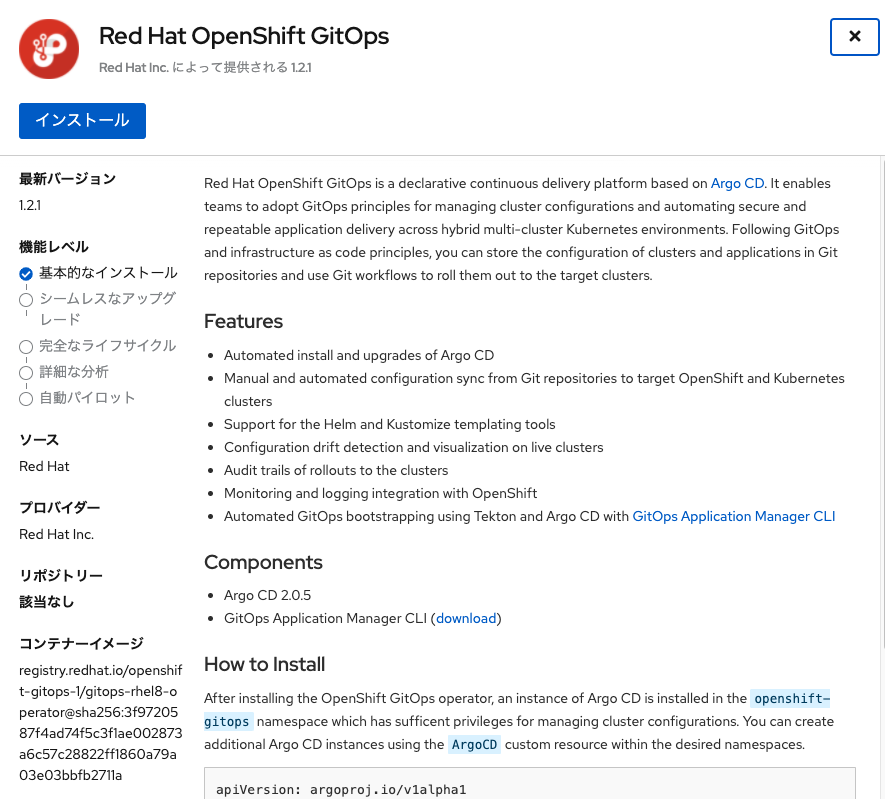 Red Hat OpenShift GitOps
Red Hat Inc. によって提供される 1.2.1
インストール
最新バージョン
1.2.1
機能レベル
基本的なインストール
シームレスなアップグ
レード
完全なライフサイクル
詳細な分析
自動パイロット
ソース
Red Hat
プロバイダー
Red Hat Inc.
リポジトリー
該当なし
コンテナーイメージ
registry.redhat.io/openshif
t-gitops-1/gitops-rhel8-o
perator@sha256:3f97205
87f4ad74f5c3f1ae002873
a6c57c28822ff1860a79a
03e03bbfb2711a
Red Hat OpenShift GitOps is a declarative continuous delivery platform based on Argo CD. It enables
teams to adopt GitOps principles for managing cluster configurations and automating secure and
repeatable application delivery across hybrid multi-cluster Kubernetes environments. Following GitOps
and infrastructure as code principles, you can store the configuration of clusters and applications in Git
repositories and use Git workflows to roll them out to the target clusters.
Features
• Automated install and upgrades of Argo CD
• Manual and automated configuration sync from Git repositories to target OpenShift and Kubernetes
clusters
• Support for the Helm and Kustomize templating tools
• Configuration drift detection and visualization on live clusters
• Audit trails of rollouts to the clusters
• Monitoring and logging integration with OpenShift
• Automated GitOps bootstrapping using Tekton and Argo CD with GitOps Application Manager CLI
Components
• Argo CD 2.0.5
• GitOps Application Manager CLI (download)
How to Install
After installing the OpenShift GitOps operator, an instance of Argo CD is installed in the openshift-
gitops namespace which has sufficent privileges for managing cluster configurations. You can create
additional Argo CD instances using the ArgoCD custom resource within the desired namespaces.
apiVersion: argoproj.io/v1alpha1